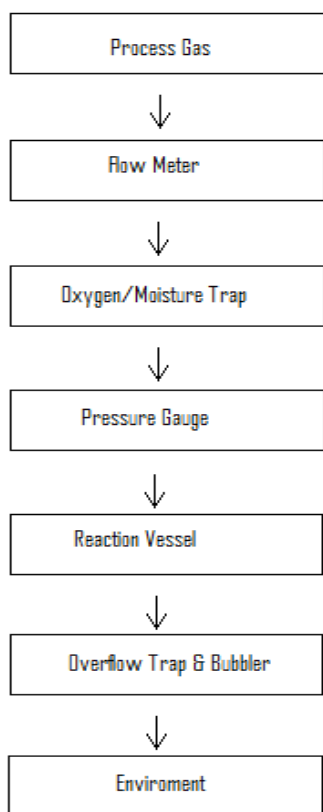 Process Gas
Flow Meter
Oxygen/Moisture Trap
Pressure Gauge
Reaction Vessel
Overflow Trap & Bubbler
Enviroment